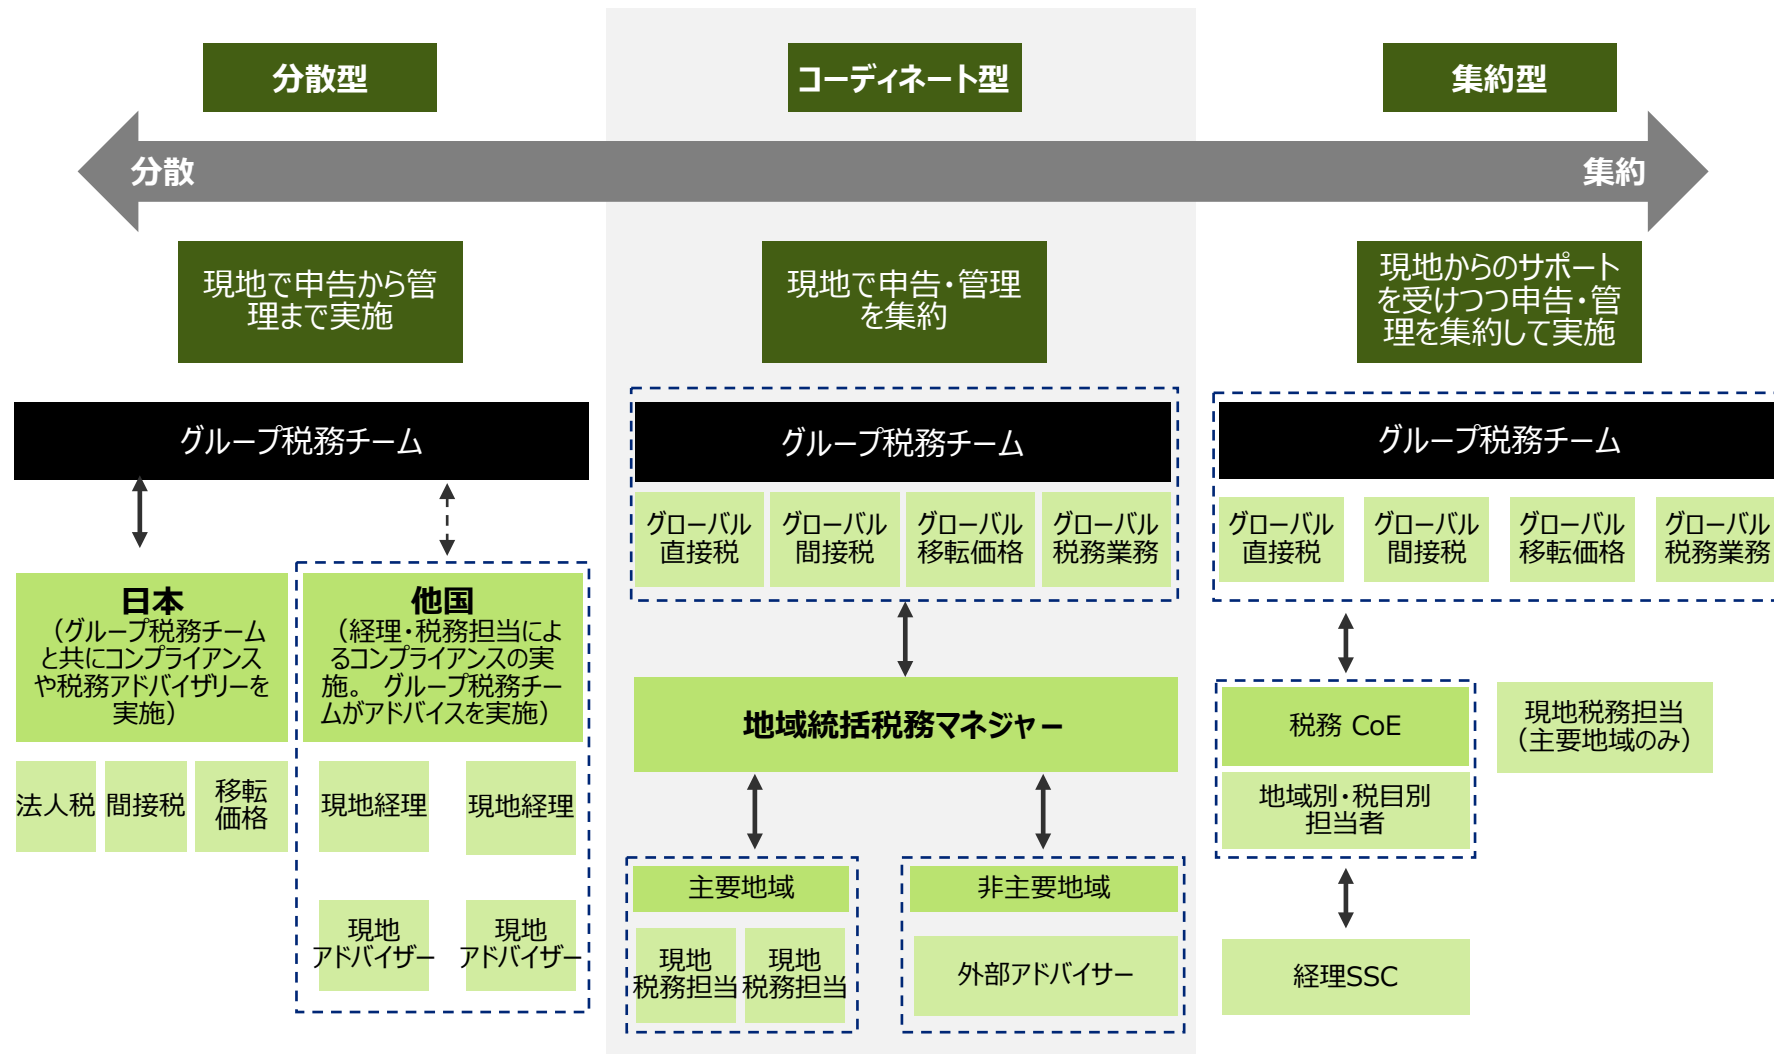 分散型
コーディネート型
集約型
分散
集約
現地で申告から管
理まで実施
現地で申告・管理
を集約
現地からのサポート
を受けつつ申告・管
理を集約して実施
グループ税務チーム
日本
（グループ税務チーム
と共にコンプライアンス
や税務アドバイザリーを
実施）
法人税
間接税
移転
価格
他国
（経理・税務担当によ
るコンプライアンスの実
施。 グループ税務チー
ムがアドバイスを実施）
現地経理
現地経理
現地
アドバイザー
現地
アドバイザー
グループ税務チーム
グローバル
直接税
グローバル
間接税
グローバル
移転価格
グローバル
税務業務
地域統括税務マネジャー
主要地域
現地
税務担当
現地
税務担当
非主要地域
外部アドバイサー
グループ税務チーム
グローバル
直接税
グローバル
間接税
グローバル
移転価格
グローバル
税務業務
税務 CoE
地域別・税目別
担当者
現地税務担当
（主要地域のみ）
経理SSC